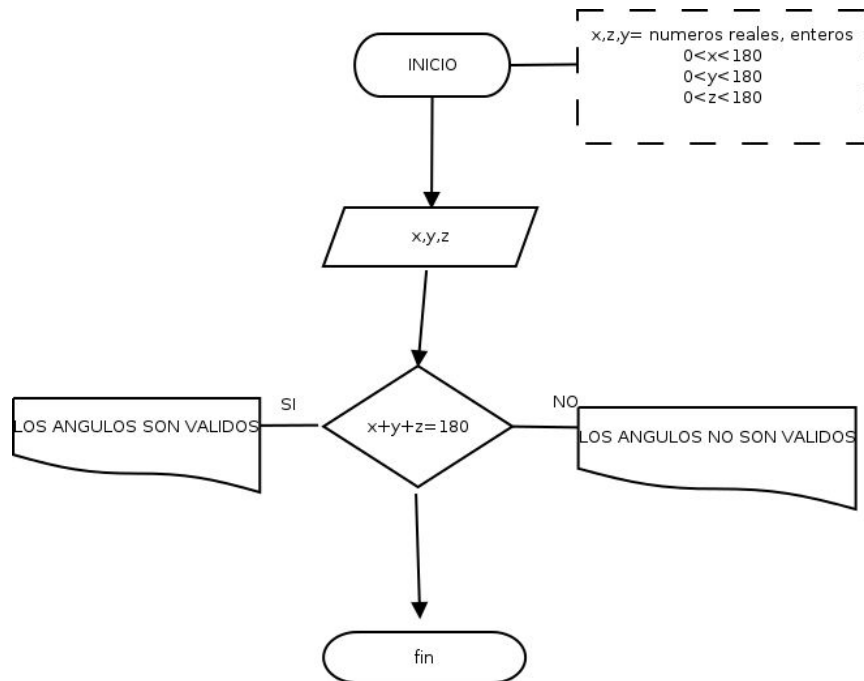 INICIO
x,z,y= numeros reales, enteros
0<x<180
0<y<180
0<z<180
x,y,z
SI
x+y+z=180
NO
LOS ANGULOS SON VALIDOS
LOS ANGULOS NO SON VALIDOS
fin